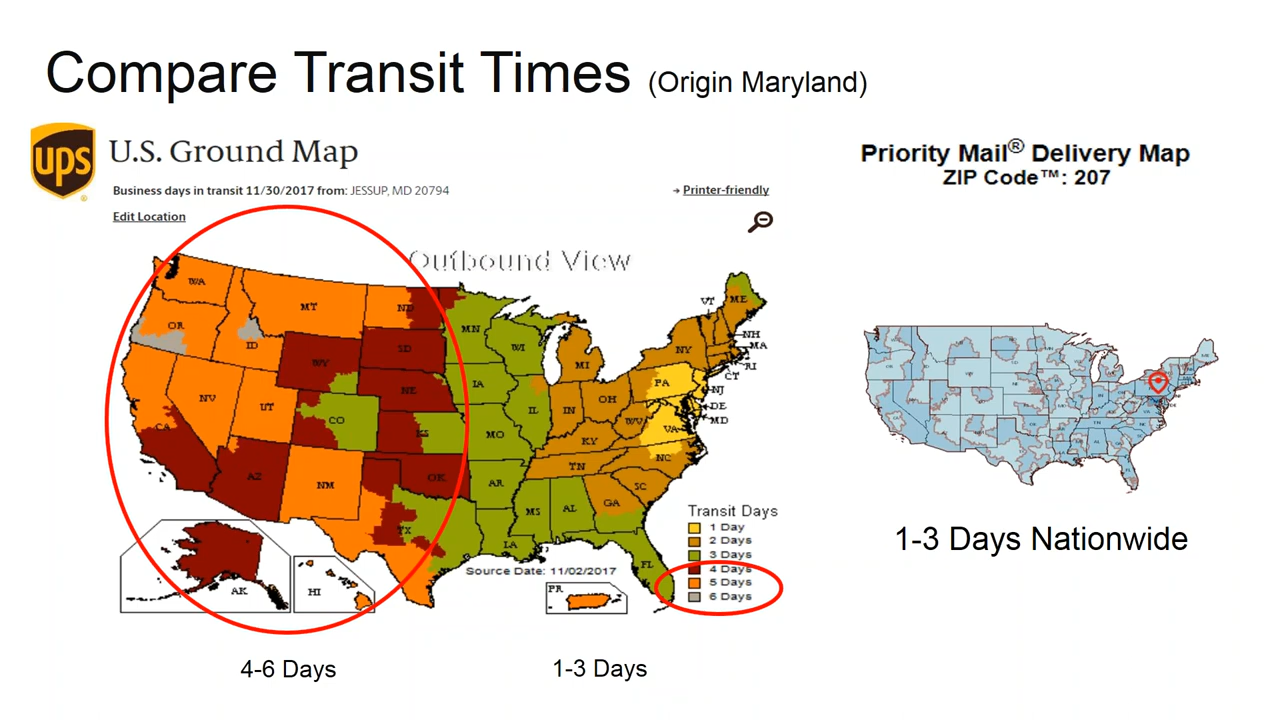 Compare Transit Times (Origin Maryland)
ups
U.S. Ground Map
Business days in transit 11/30/2017 from: JESSUP, MD 20794
Printer-friendly
Edit Location
Outbound View
WA
MT
ND
MN
OR
ID
WY
SD
WI
MI
VT
ME
NH
MA
RI
CT
NY
NV
UT
NE
IA
PA
NJ
DE
MD
CO
IL
IN
OH
WV
VA
CA
KS
MO
KY
NC
AZ
NM
OK
AR
TN
SC
TX
MS
AL
GA
LA
FL
AK
HI
PR
Transit Days
1 Day
2 Days
3 Days
4 Days
5 Days
6 Days
Source Date: 11/02/2017
4-6 Days
1-3 Days
Priority Mail® Delivery Map
ZIP Code™: 207
1-3 Days Nationwide